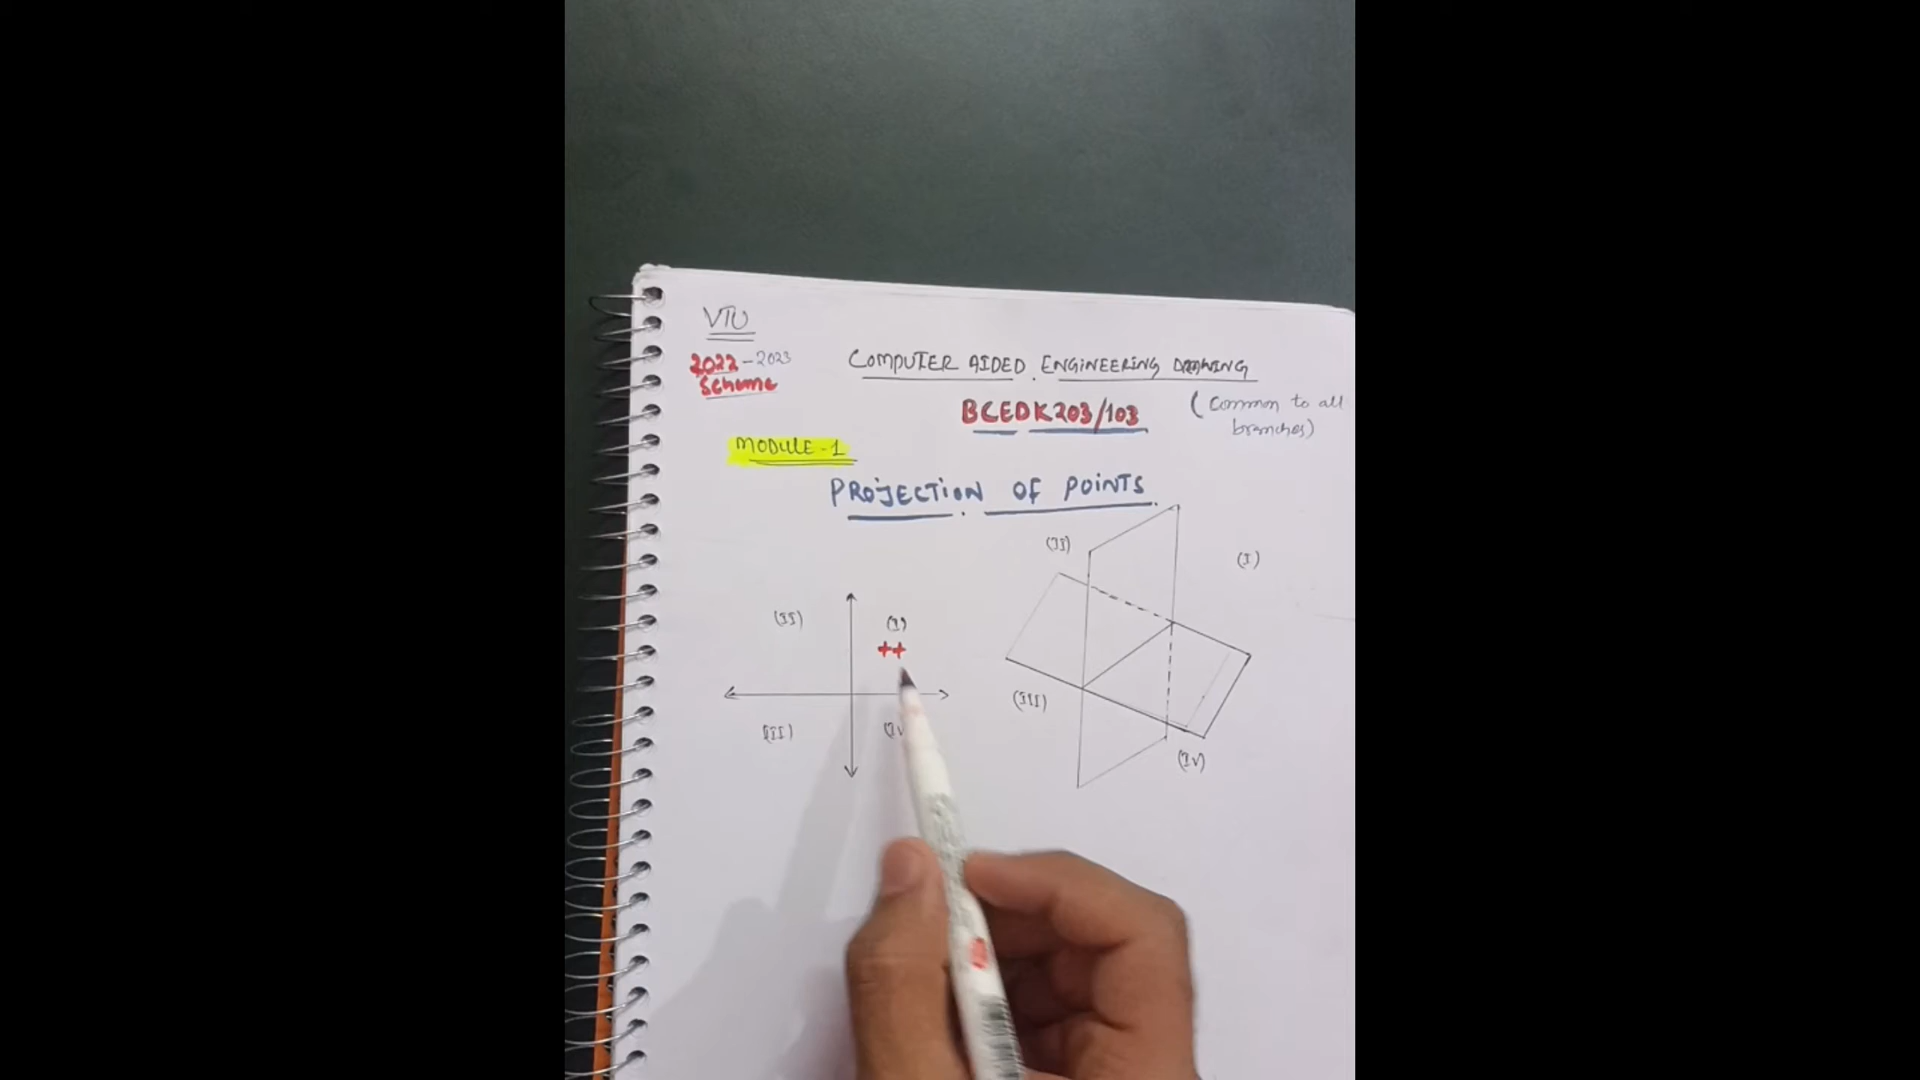 VTU
2022-2023
Scheme
COMPUTER AIDED ENGINEERING DRAWING
BCEDK203/103
(Common to all
branches)
MODULE-1
PROJECTION OF POINTS.
(II)
(I)
++
(III)
(IV
(II)
(I)
(III)
(IV)